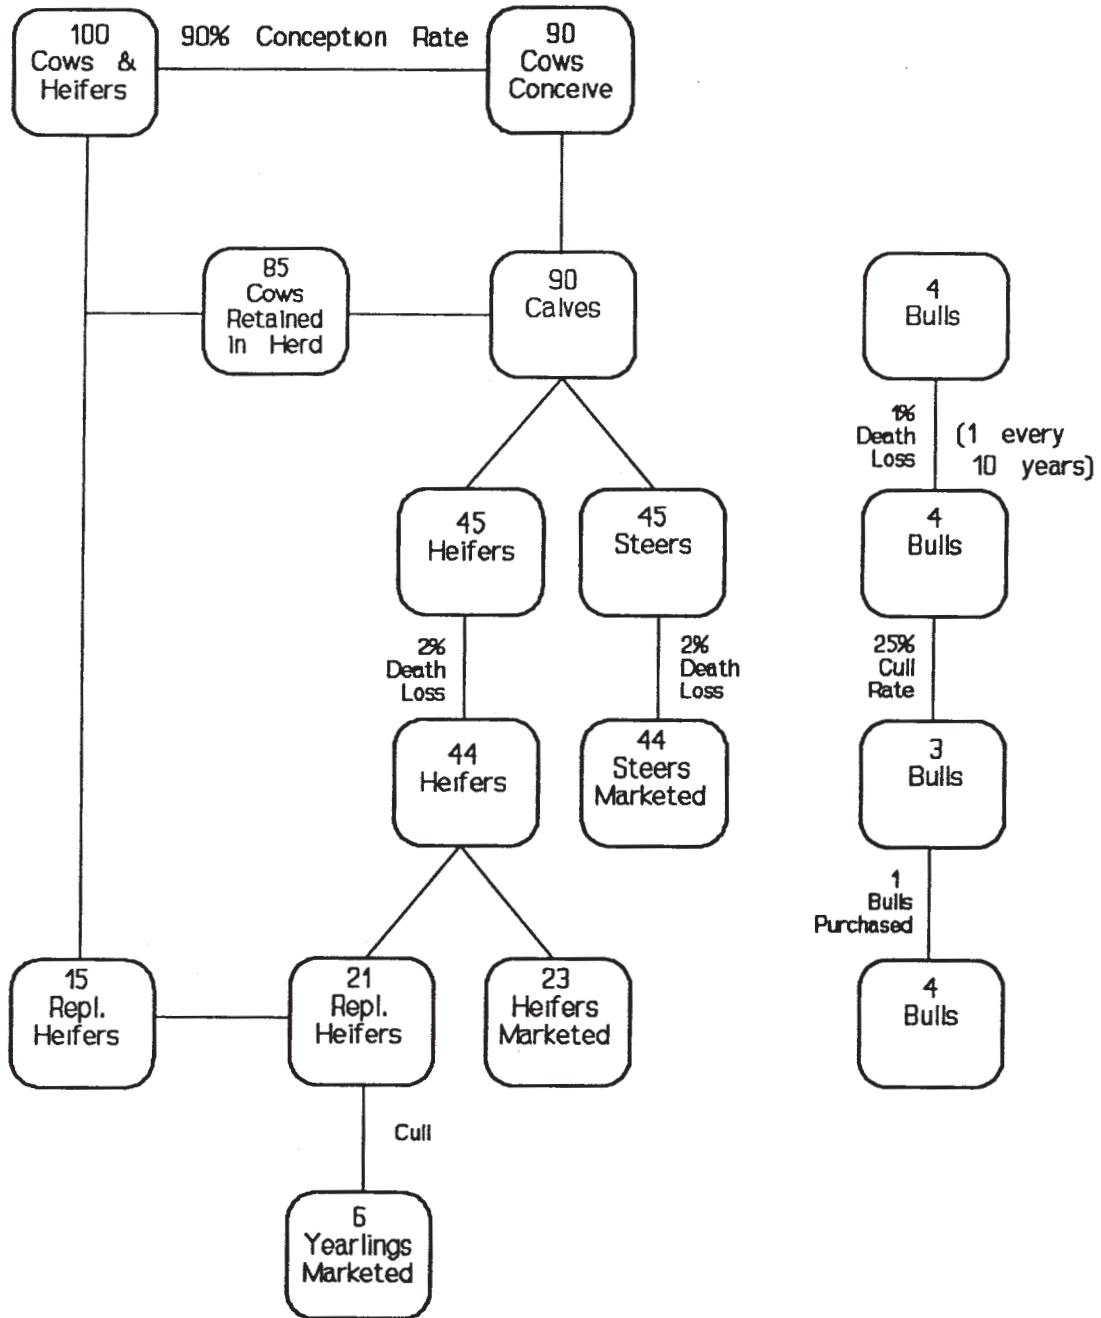 100
Cows &
Heifers
90% Conception Rate
90
Cows
Conceive
85
Cows
Retained
in Herd
90
Calves
4
Bulls
1%
Death
Loss
(1 every
10 years)
45
Heifers
45
Steers
4
Bulls
2%
Death
Loss
2%
Death
Loss
25%
Cull
Rate
44
Heifers
44
Steers
Marketed
3
Bulls
1
Bulls
Purchased
15
Repl.
Heifers
21
Repl.
Heifers
23
Heifers
Marketed
4
Bulls
Cull
6
Yearlings
Marketed